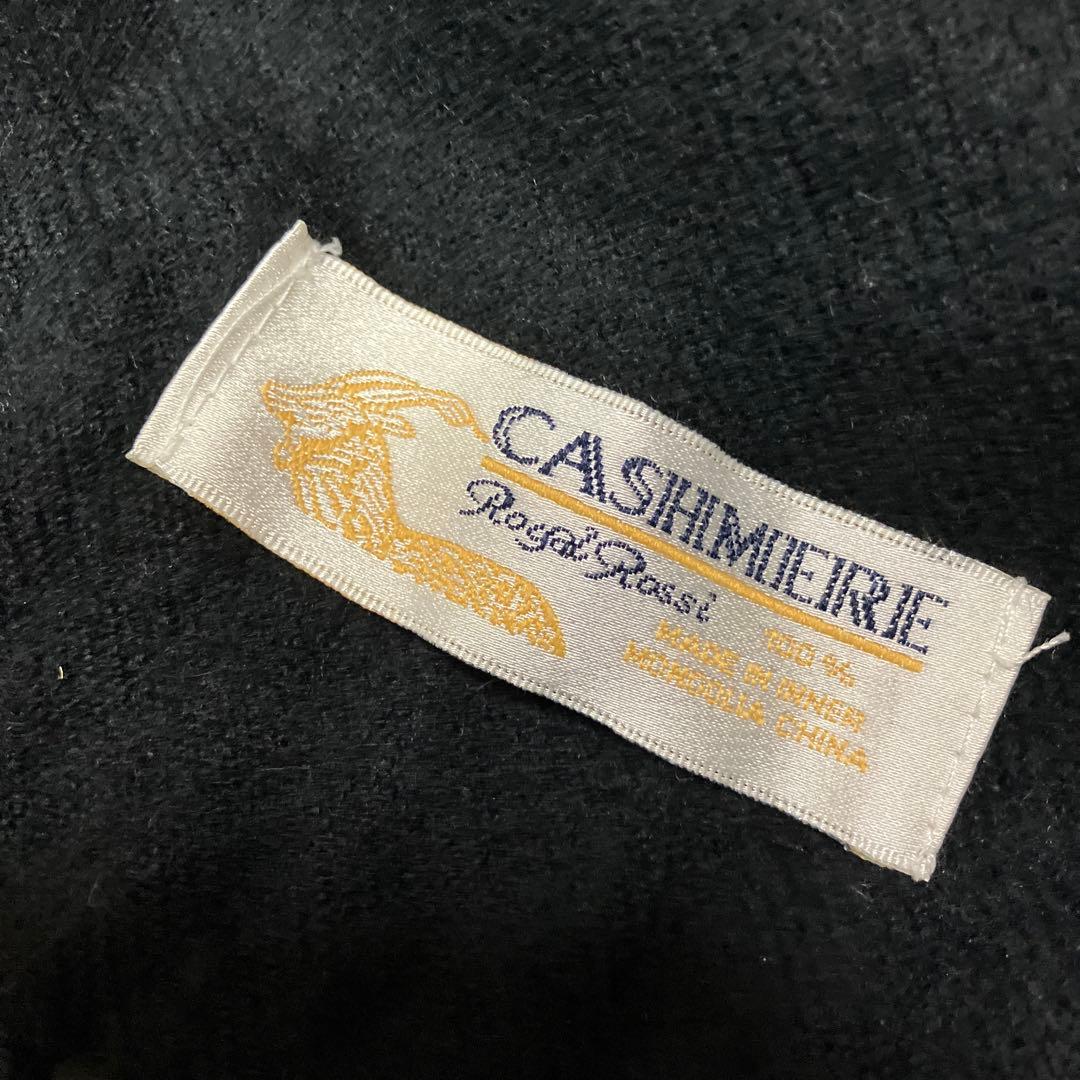 CASHMERE
Royal Rossi
100%
MADE IN INNER
MONGOLIA CHINA